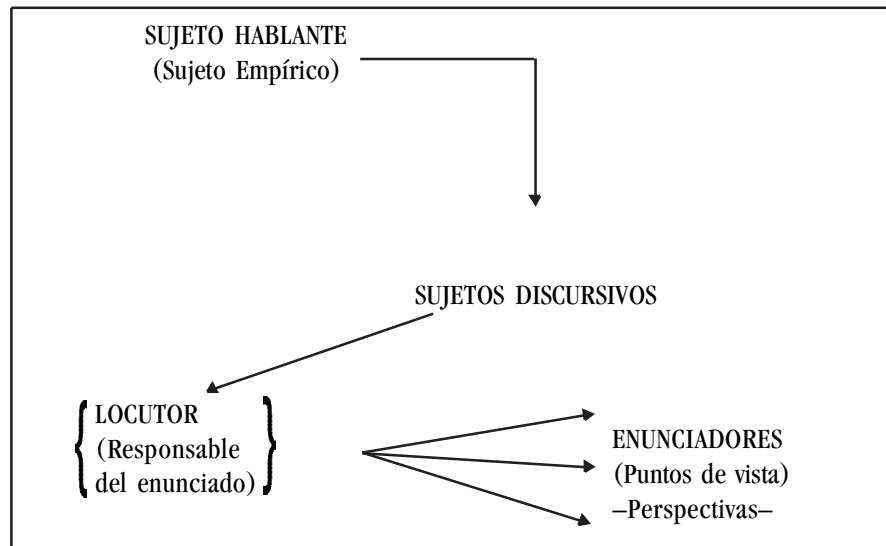 SUJETO HABLANTE
(Sujeto Empírico)
SUJETOS DISCURSIVOS
LOCUTOR
(Responsable
del enunciado)
ENUNCIADORES
(Puntos de vista)
–Perspectivas–